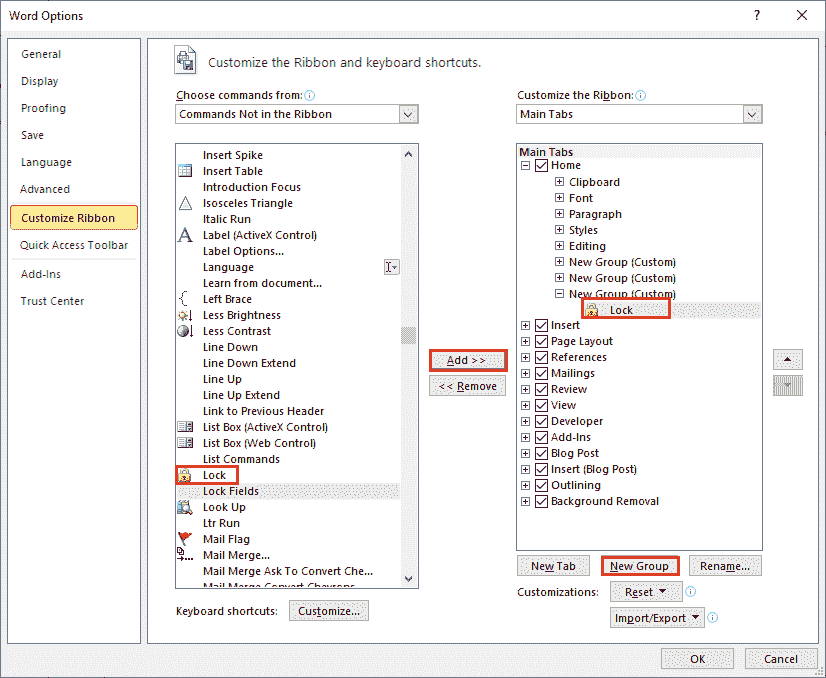 Word Options
?
General
Display
Proofing
Save
Language
Advanced
Customize Ribbon
Quick Access Toolbar
Add-Ins
Trust Center
Customize the Ribbon and keyboard shortcuts.
Choose commands from:
Commands Not in the Ribbon
Insert Spike
Insert Table
Introduction Focus
Isosceles Triangle
Italic Run
Label (ActiveX Control)
Label Options...
Language
Learn from document...
Left Brace
Less Brightness
Less Contrast
Line Down
Line Down Extend
Line Up
Line Up Extend
Link to Previous Header
List Box (ActiveX Control)
List Box (Web Control)
List Commands
Lock
Lock Fields
Look Up
Ltr Run
Mail Flag
Mail Merge...
Mail Merge Ask To Convert Che...
Mail Merge Convert Chevrons
Keyboard shortcuts:
Customize...
Add >>
<< Remove
Customize the Ribbon:
Main Tabs
Main Tabs
Home
Clipboard
Font
Paragraph
Styles
Editing
New Group (Custom)
New Group (Custom)
New Group (Custom)
Lock
Insert
Page Layout
References
Mailings
Review
View
Developer
Add-Ins
Blog Post
Insert (Blog Post)
Outlining
Background Removal
New Tab
New Group
Rename...
Customizations:
Reset
Import/Export
OK
Cancel